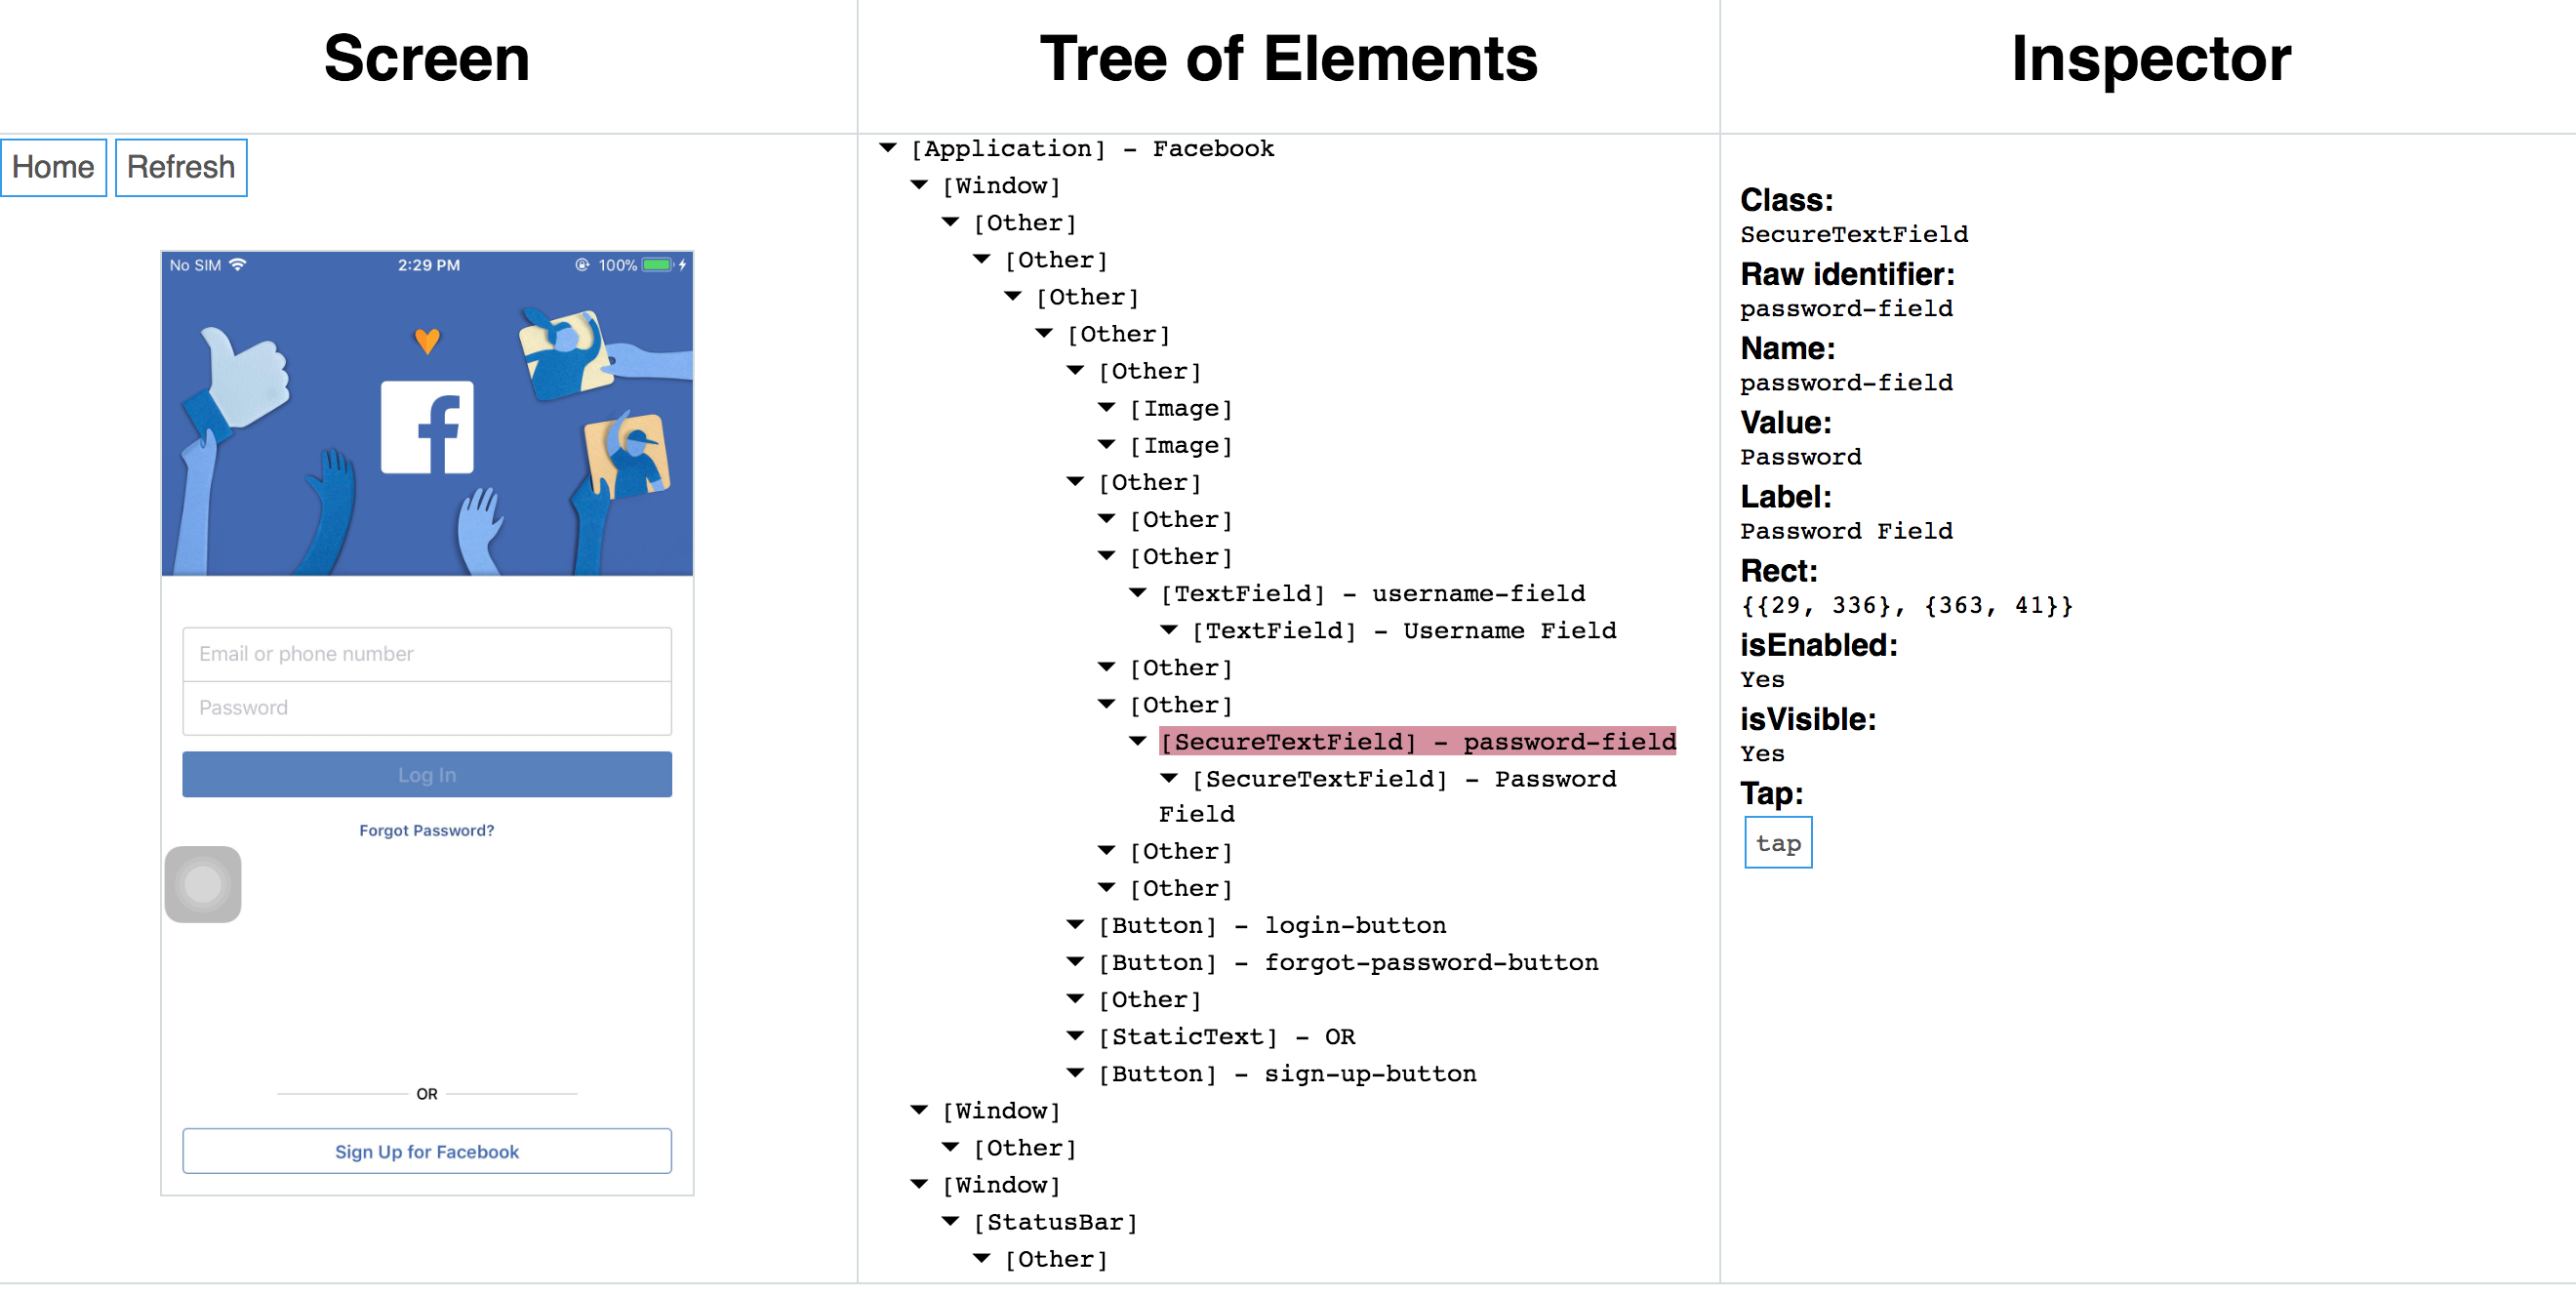 Screen
Home
Refresh
No SIM
2:29 PM
100%
f
Email or phone number
Password
Log In
Forgot Password?
OR
Sign Up for Facebook
Tree of Elements
[Application] - Facebook
[Window]
[Other]
[Other]
[Other]
[Other]
[Other]
[Image]
[Image]
[Other]
[Other]
[Other]
[TextField] - username-field
[TextField] - Username Field
[Other]
[Other]
[SecureTextField] - password-field
[SecureTextField] - Password
Field
[Other]
[Other]
[Button] - login-button
[Button] - forgot-password-button
[Other]
[StaticText] - OR
[Button] - sign-up-button
[Window]
[Other]
[Window]
[StatusBar]
[Other]
Inspector
Class:
SecureTextField
Raw identifier:
password-field
Name:
password-field
Value:
Password
Label:
Password Field
Rect:
{{29, 336}, {363, 41}}
isEnabled:
Yes
isVisible:
Yes
Tap:
tap